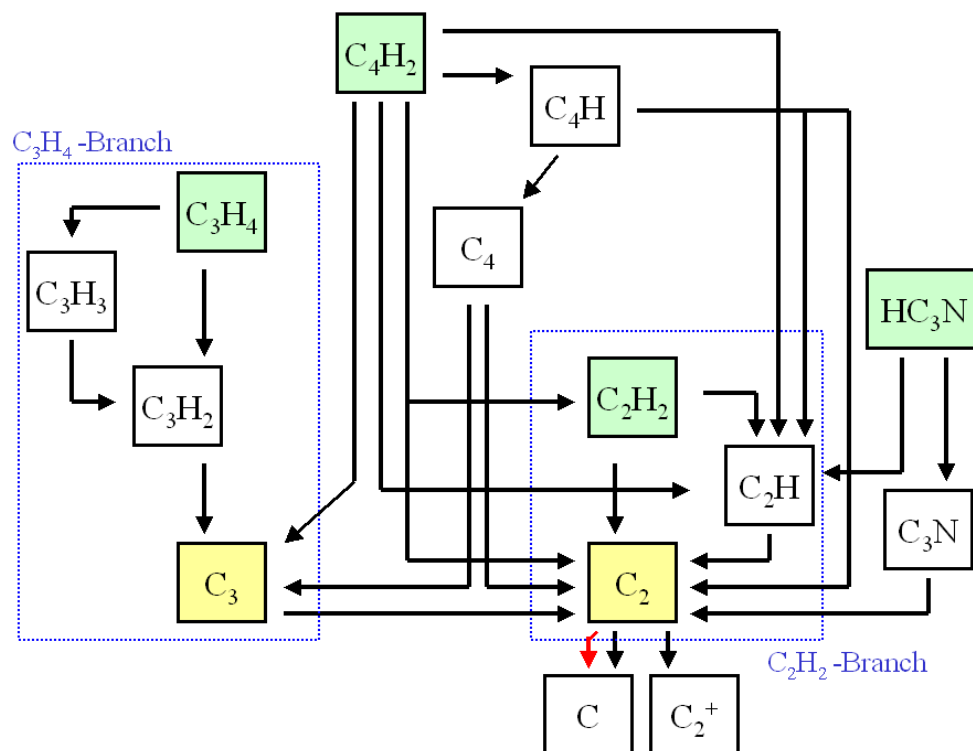 C₄H₂
C₄H
C₃H₄-Branch
C₃H₄
C₄
C₃H₃
HC₃N
C₂H₂
C₃H₂
C₂H
C₃N
C₃
C₂
C₂H₂-Branch
C
C₂⁺